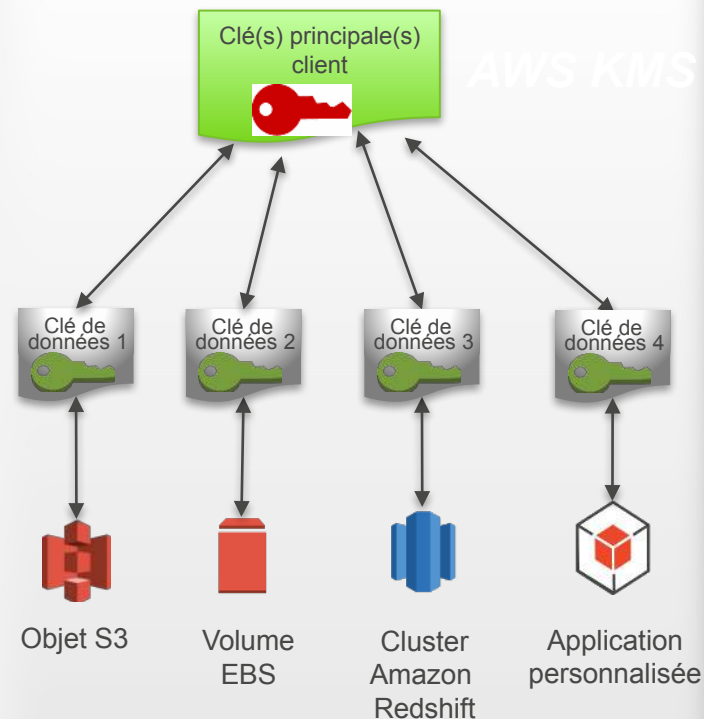 Clé(s) principale(s)
client
AWS KMS
Clé de
données 1
Clé de
données 2
Clé de
données 3
Clé de
données 4
Objet S3
Volume
EBS
Cluster
Amazon
Redshift
Application
personnalisée